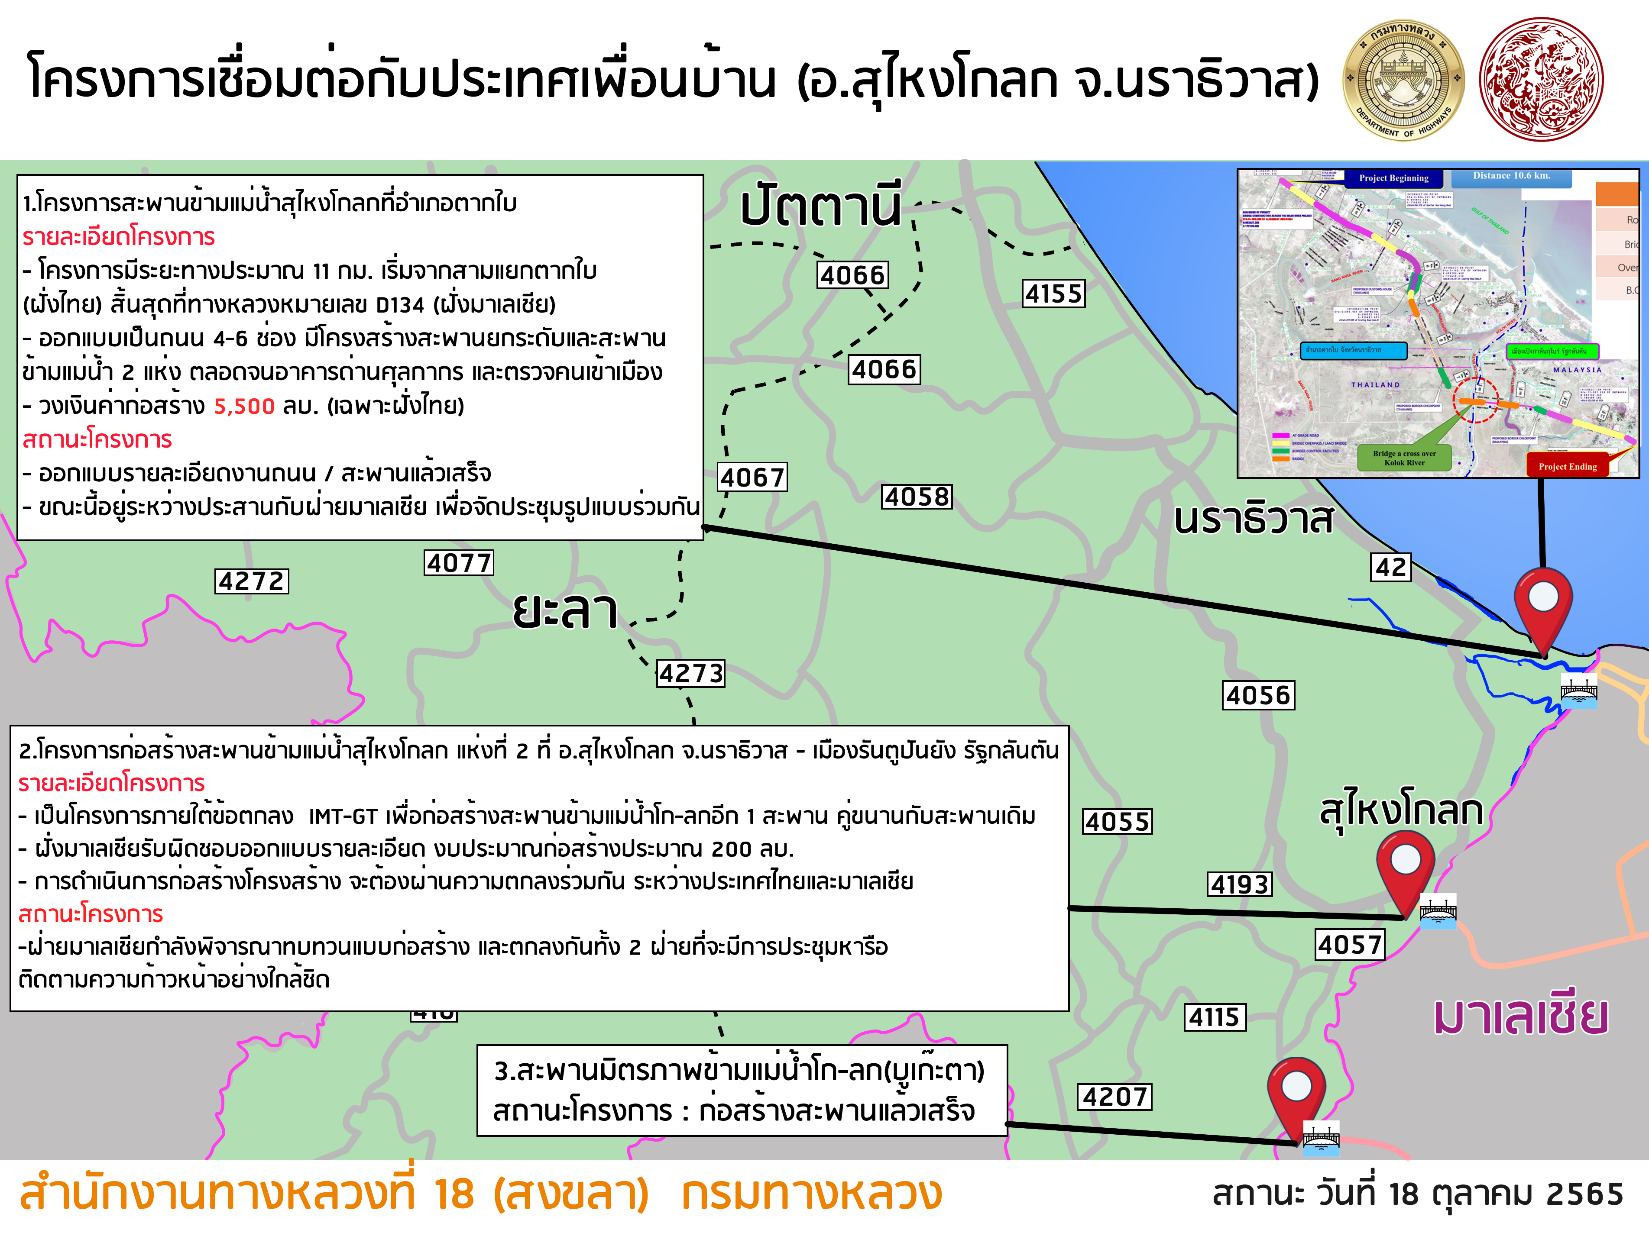 โครงการเชื่อมต่อกับประเทศเพื่อนบ้าน (อ.สุไหงโกลก จ.นราธิวาส)
กรมทางหลวง
DEPARTMENT OF HIGHWAYS
1.โครงการสะพานข้ามแม่น้ำสุไหงโกลกที่อำเภอตากใบ
รายละเอียดโครงการ
- โครงการมีระยะทางประมาณ 11 กม. เริ่มจากสามแยกตากใบ
(ฝั่งไทย) สิ้นสุดที่ทางหลวงหมายเลข D134 (ฝั่งมาเลเซีย)
- ออกแบบเป็นถนน 4-6 ช่อง มีโครงสร้างสะพานยกระดับและสะพาน
ข้ามแม่น้ำ 2 แห่ง ตลอดจนอาคารด่านศุลกากร และตรวจคนเข้าเมือง
- วงเงินค่าก่อสร้าง 5,500 ลบ. (เฉพาะฝั่งไทย)
สถานะโครงการ
- ออกแบบรายละเอียดงานถนน / สะพานแล้วเสร็จ
- ขณะนี้อยู่ระหว่างประสานกับฝ่ายมาเลเซีย เพื่อจัดประชุมรูปแบบร่วมกัน
ปัตตานี
4066
4155
4066
4067
4058
Project Beginning
Distance 10.6 km.
อำเภอตากใบ จังหวัดนราธิวาส
THAILAND
MALAYSIA
AT GRADE ROAD
BRIDGE
Bridge a cross over
Kolok River
Project Ending
นราธิวาส
42
4077
4272
ยะลา
4273
4056
2.โครงการก่อสร้างสะพานข้ามแม่น้ำสุไหงโกลก แห่งที่ 2 ที่ อ.สุไหงโกลก จ.นราธิวาส - เมืองรันตูปันยัง รัฐกลันตัน
รายละเอียดโครงการ
- เป็นโครงการภายใต้ข้อตกลง IMT-GT เพื่อก่อสร้างสะพานข้ามแม่น้ำโก-ลกอีก 1 สะพาน คู่ขนานกับสะพานเดิม
- ฝั่งมาเลเซียรับผิดชอบออกแบบรายละเอียด งบประมาณก่อสร้างประมาณ 200 ลบ.
- การดำเนินการก่อสร้างโครงสร้าง จะต้องผ่านความตกลงร่วมกัน ระหว่างประเทศไทยและมาเลเซีย
สถานะโครงการ
-ฝ่ายมาเลเซียกำลังพิจารณาทบทวนแบบก่อสร้าง และตกลงกันทั้ง 2 ฝ่ายที่จะมีการประชุมหารือ
ติดตามความก้าวหน้าอย่างใกล้ชิด
สุไหงโกลก
4055
4193
4057
มาเลเซีย
4115
4207
3.สะพานมิตรภาพข้ามแม่น้ำโก-ลก(บูเก๊ะตา)
สถานะโครงการ : ก่อสร้างสะพานแล้วเสร็จ
สำนักงานทางหลวงที่ 18 (สงขลา) กรมทางหลวง
สถานะ วันที่ 18 ตุลาคม 2565